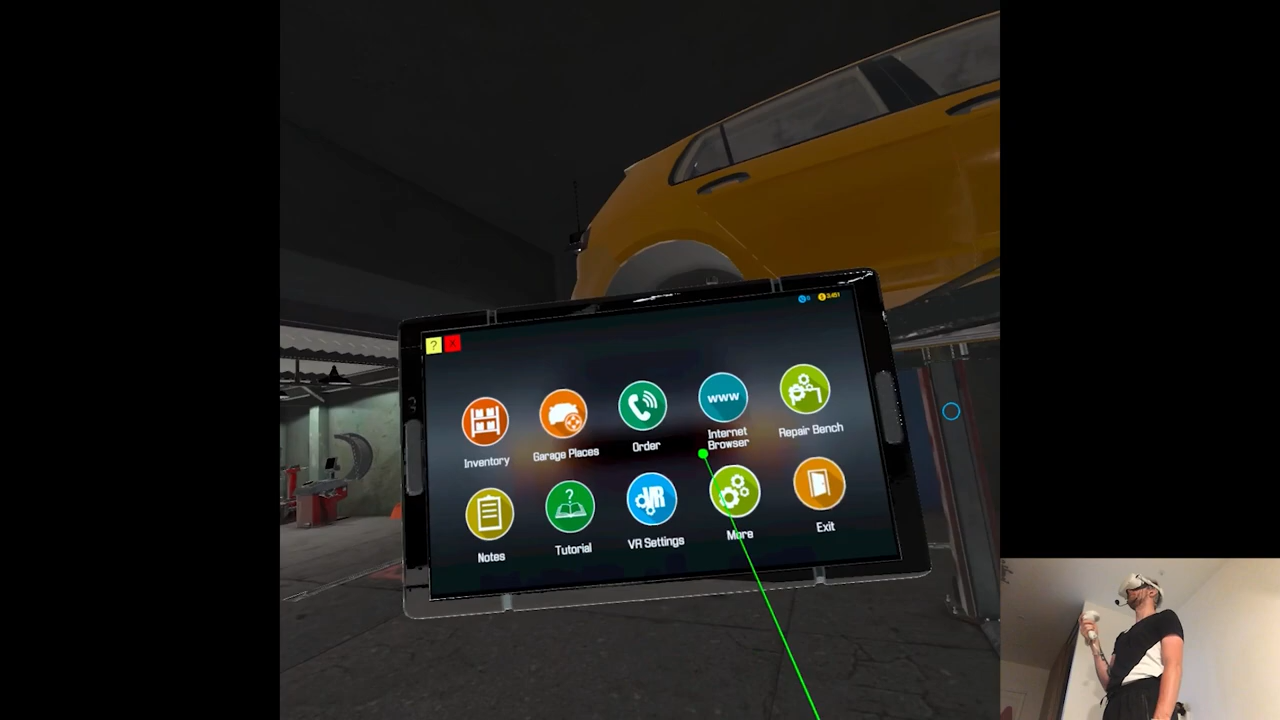 ? X
Inventory
Garage Places
Order
www
Internet
Browser
Repair Bench
Notes
?
Tutorial
VR
VR Settings
More
Exit